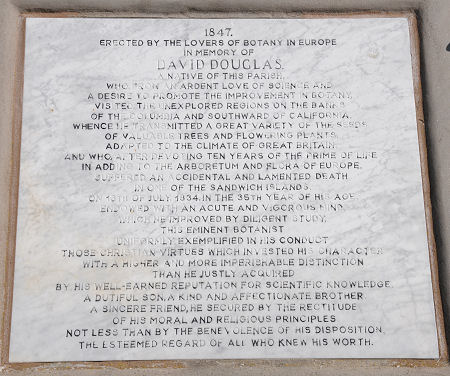 1847.
ERECTED BY THE LOVERS OF BOTANY IN EUROPE
IN MEMORY OF
DAVID DOUGLAS.
A NATIVE OF THIS PARISH,
WHO, FROM AN ARDENT LOVE OF SCIENCE AND
A DESIRE TO PROMOTE THE IMPROVEMENT IN BOTANY,
VISITED THE UNEXPLORED REGIONS ON THE BANKS
OF THE COLUMBIA AND SOUTHWARD OF CALIFORNIA
WHENCE HE TRANSMITTED A GREAT VARIETY OF THE SEEDS
OF VALUABLE TREES AND FLOWERING PLANTS
ADAPTED TO THE CLIMATE OF GREAT BRITAIN
AND WHO, AFTER DEVOTING TEN YEARS OF THE PRIME OF LIFE
IN ADDING TO THE ARBORETUM AND FLORA OF EUROPE,
SUFFERED AN ACCIDENTAL AND LAMENTED DEATH
IN ONE OF THE SANDWICH ISLANDS,
ON 12TH OF JULY, 1834, IN THE 35TH YEAR OF HIS AGE
ENDOWED WITH AN ACUTE AND VIGOROUS MIND,
WHICH HE IMPROVED BY DILIGENT STUDY,
THIS EMINENT BOTANIST
UNIFORMLY EXEMPLIFIED IN HIS CONDUCT
THOSE CHRISTIAN VIRTUES WHICH INVESTED HIS CHARACTER
WITH A HIGHER AND MORE IMPERISHABLE DISTINCTION
THAN HE JUSTLY ACQUIRED
BY HIS WELL-EARNED REPUTATION FOR SCIENTIFIC KNOWLEDGE.
A DUTIFUL SON, A KIND AND AFFECTIONATE BROTHER
A SINCERE FRIEND, HE SECURED BY THE RECTITUDE
OF HIS MORAL AND RELIGIOUS PRINCIPLES
NOT LESS THAN BY THE BENEVOLENCE OF HIS DISPOSITION,
THE ESTEEMED REGARD OF ALL WHO KNEW HIS WORTH.